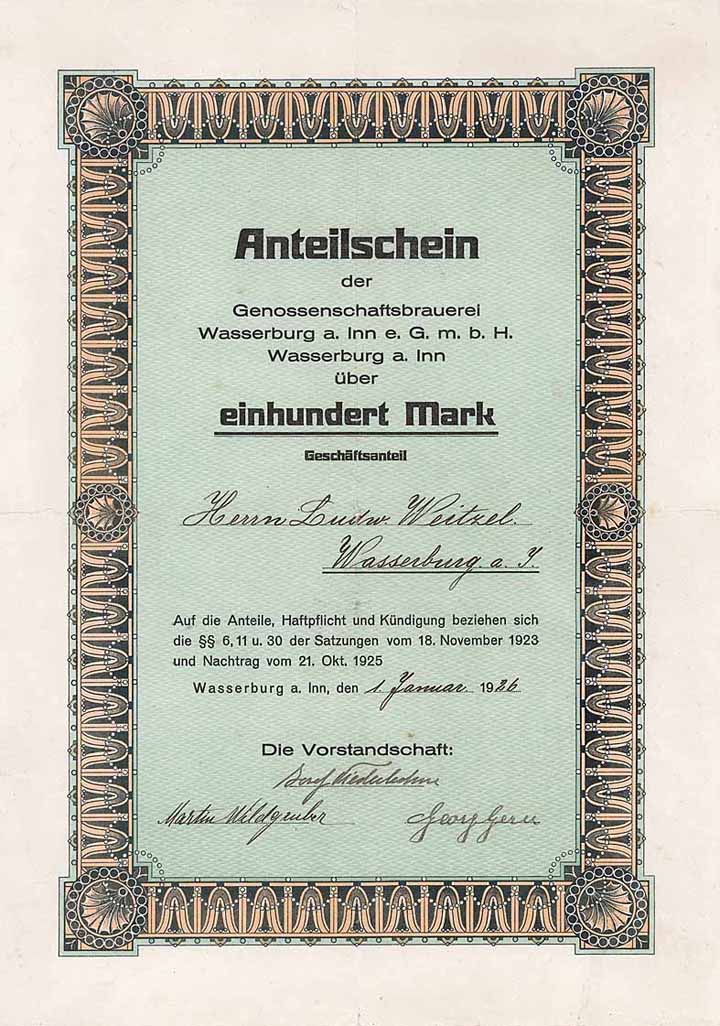 Anteilschein
der
Genossenschaftsbrauerei
Wasserburg a. Inn e. G. m. b. H.
Wasserburg a. Inn
über
einhundert Mark
Geschäftsanteil
Herrn Ludw. Weitzel.
Wasserburg. a. I.
Auf die Anteile, Haftpflicht und Kündigung beziehen sich
die §§ 6, 11 u. 30 der Satzungen vom 18. November 1923
und Nachtrag vom 21. Okt. 1925
Wasserburg a. Inn, den 1. Januar. 1926
Die Vorstandschaft:
Josef
Martin Wildgruber
Georg